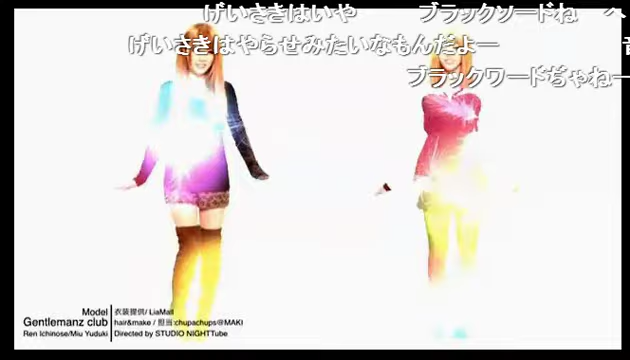 げいさきはいや ブラックソードね へ
げいさきはやらせみたいなもんだよー 音
ブラックワードぢゃねー
Model
Gentlemanz club
Ren Ichinose/Miu Yuduki
衣装提供/ LiaMall
hair&make / 担当:chupachups@MAKI
Directed by STUDIO NIGHTTube